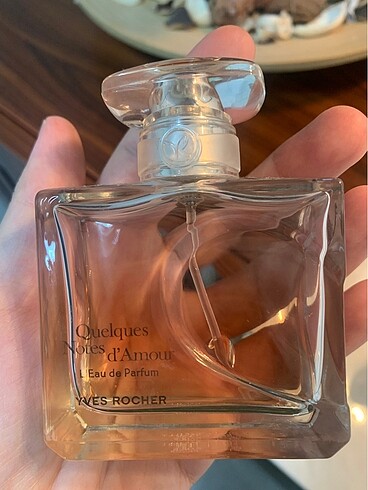 Quelques
Notes d'Amour
L'Eau de Parfum
YVES ROCHER